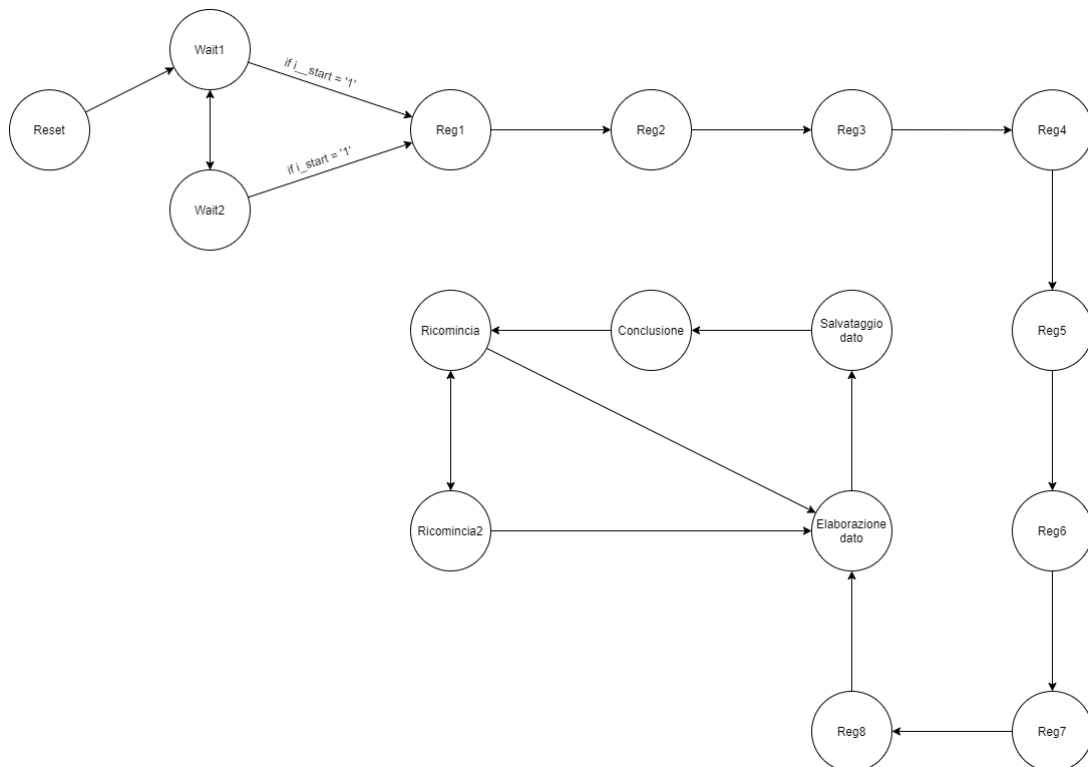 Wait1
if i__start = '1'
Reset
Reg1
Reg2
Reg3
Reg4
if i_start = '1'
Wait2
Ricomincia
Conclusione
Salvataggio
dato
Reg5
Ricomincia2
Elaborazione
dato
Reg6
Reg8
Reg7